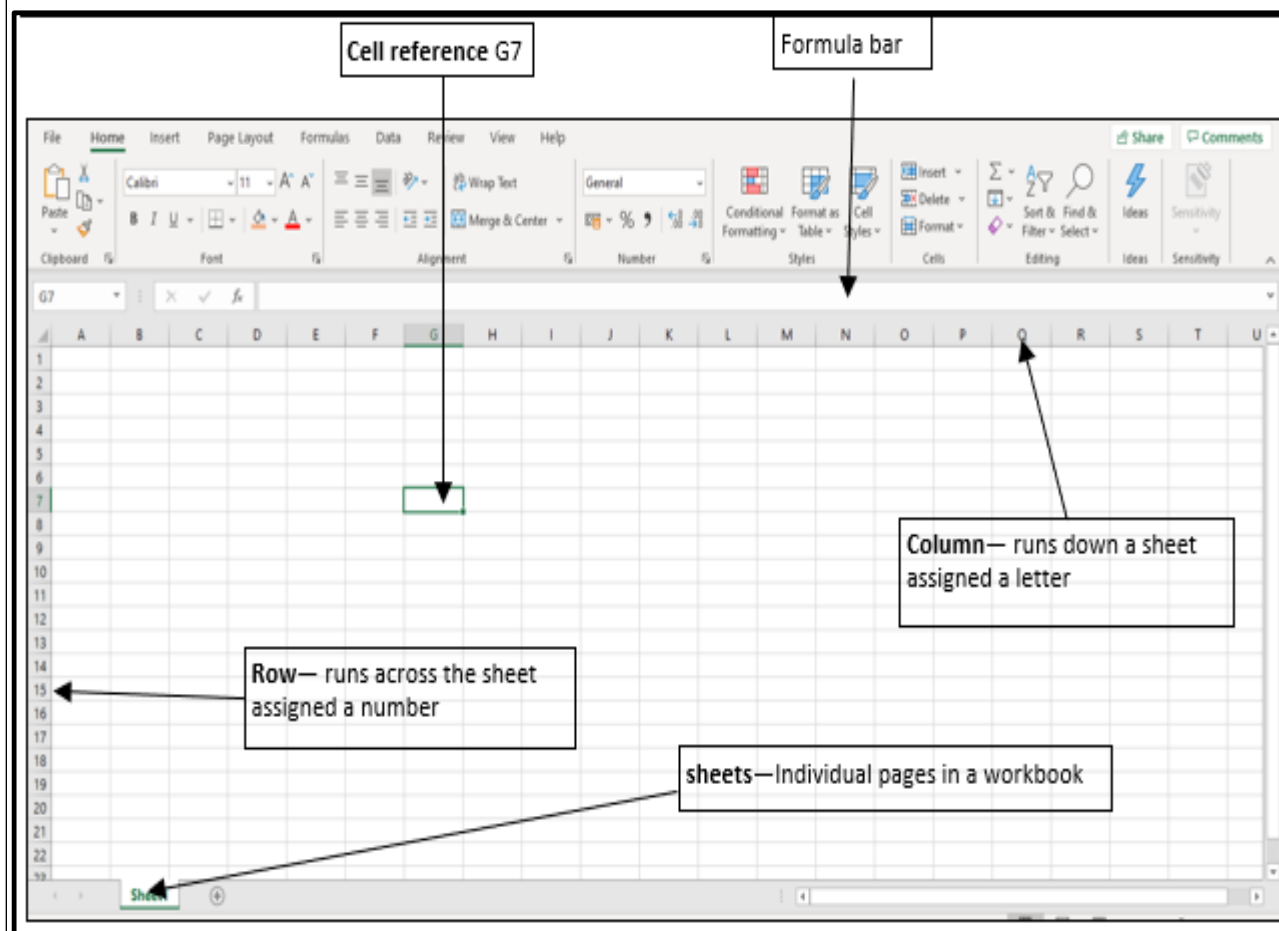 Cell reference G7
Formula bar
File Home Insert Page Layout Formulas Data Review View Help
Share Comments
Calibri 11 A^ A˅ Wrap Text General Insert
Paste B I U A Merge & Center % Conditional Format as Cell Delete Sort & Find & Ideas Sensitivity
Formatting Table Styles Format Filter Select
Clipboard Font Alignment Number Styles Cells Editing Ideas Sensitivity
G7 fx
A B C D E F G H I J K L M N O P Q R S T U
1
2
3
4
5
6
7
8
9
Column— runs down a sheet
assigned a letter
10
11
12
13
14
Row— runs across the sheet
assigned a number
15
16
17
18
sheets—Individual pages in a workbook
19
20
21
22